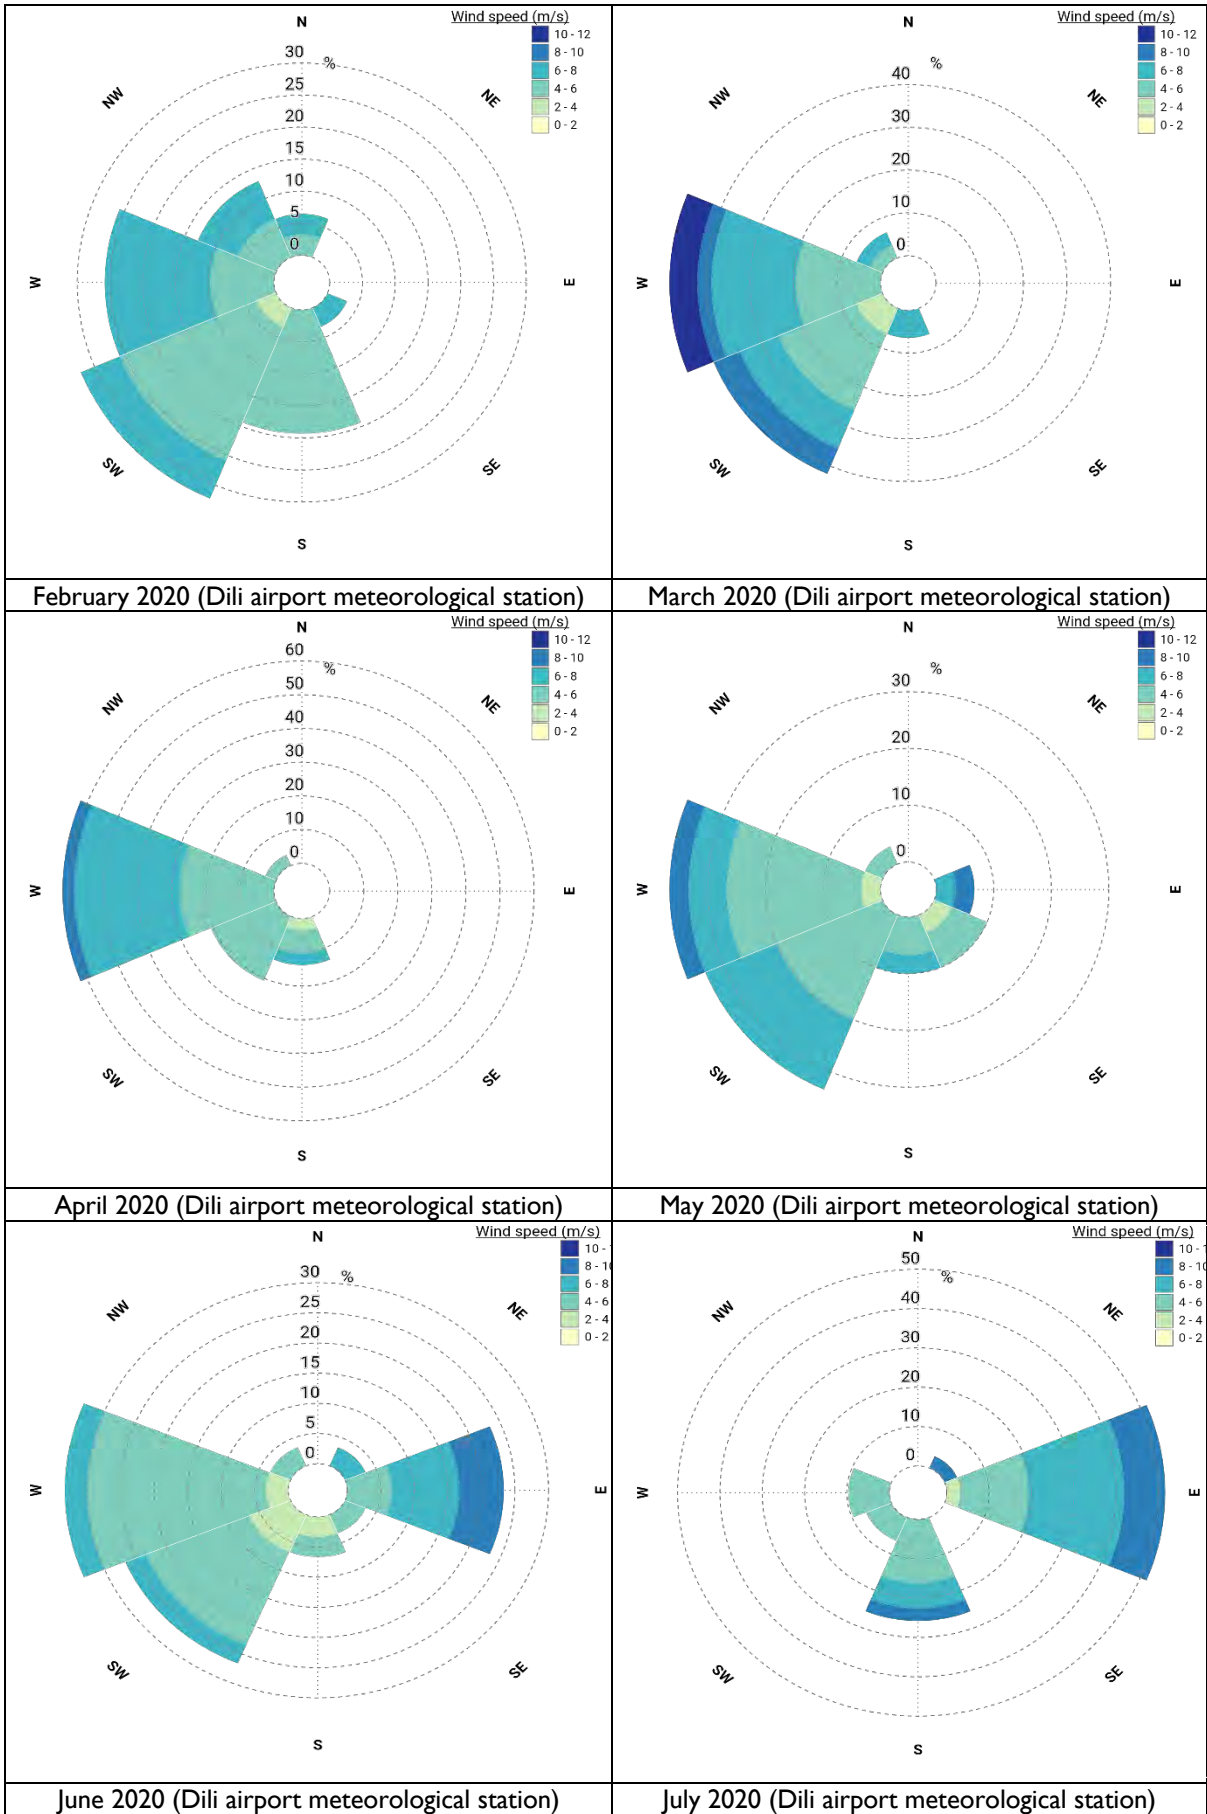 N
Wind speed (m/s)
10 - 12
8 - 10
6 - 8
4 - 6
2 - 4
0 - 2
30
%
25
20
15
10
5
0
NW
NE
W
E
SW
SE
S
February 2020 (Dili airport meteorological station)
N
Wind speed (m/s)
10 - 12
8 - 10
6 - 8
4 - 6
2 - 4
0 - 2
%
40
30
20
10
0
NW
NE
W
E
SW
SE
S
March 2020 (Dili airport meteorological station)
N
Wind speed (m/s)
10 - 12
8 - 10
6 - 8
4 - 6
2 - 4
0 - 2
60
%
50
40
30
20
10
0
NW
NE
W
E
SW
SE
S
April 2020 (Dili airport meteorological station)
N
Wind speed (m/s)
10 - 12
8 - 10
6 - 8
4 - 6
2 - 4
0 - 2
%
30
20
10
0
NW
NE
W
E
SW
SE
S
May 2020 (Dili airport meteorological station)
N
Wind speed (m/s)
10 -
8 - 10
6 - 8
4 - 6
2 - 4
0 - 2
30
%
25
20
15
10
5
0
NW
NE
W
E
SW
SE
S
June 2020 (Dili airport meteorological station)
N
Wind speed (m/s)
10 -
8 - 10
6 - 8
4 - 6
2 - 4
0 - 2
50
%
40
30
20
10
0
NW
NE
W
E
SW
SE
S
July 2020 (Dili airport meteorological station)